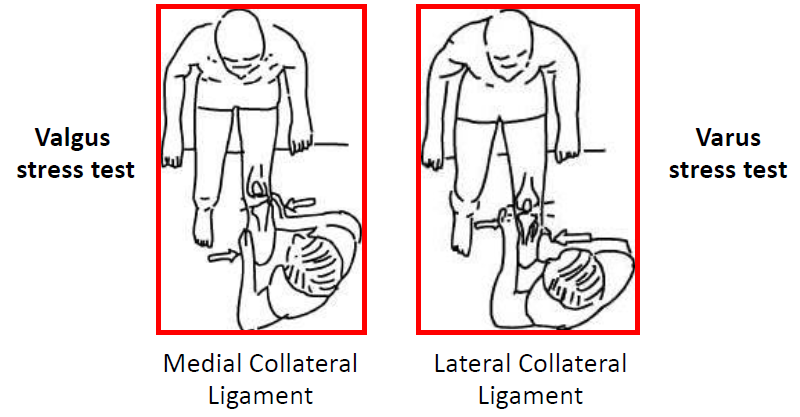 Valgus
stress test
Varus
stress test
Medial Collateral
Ligament
Lateral Collateral
Ligament